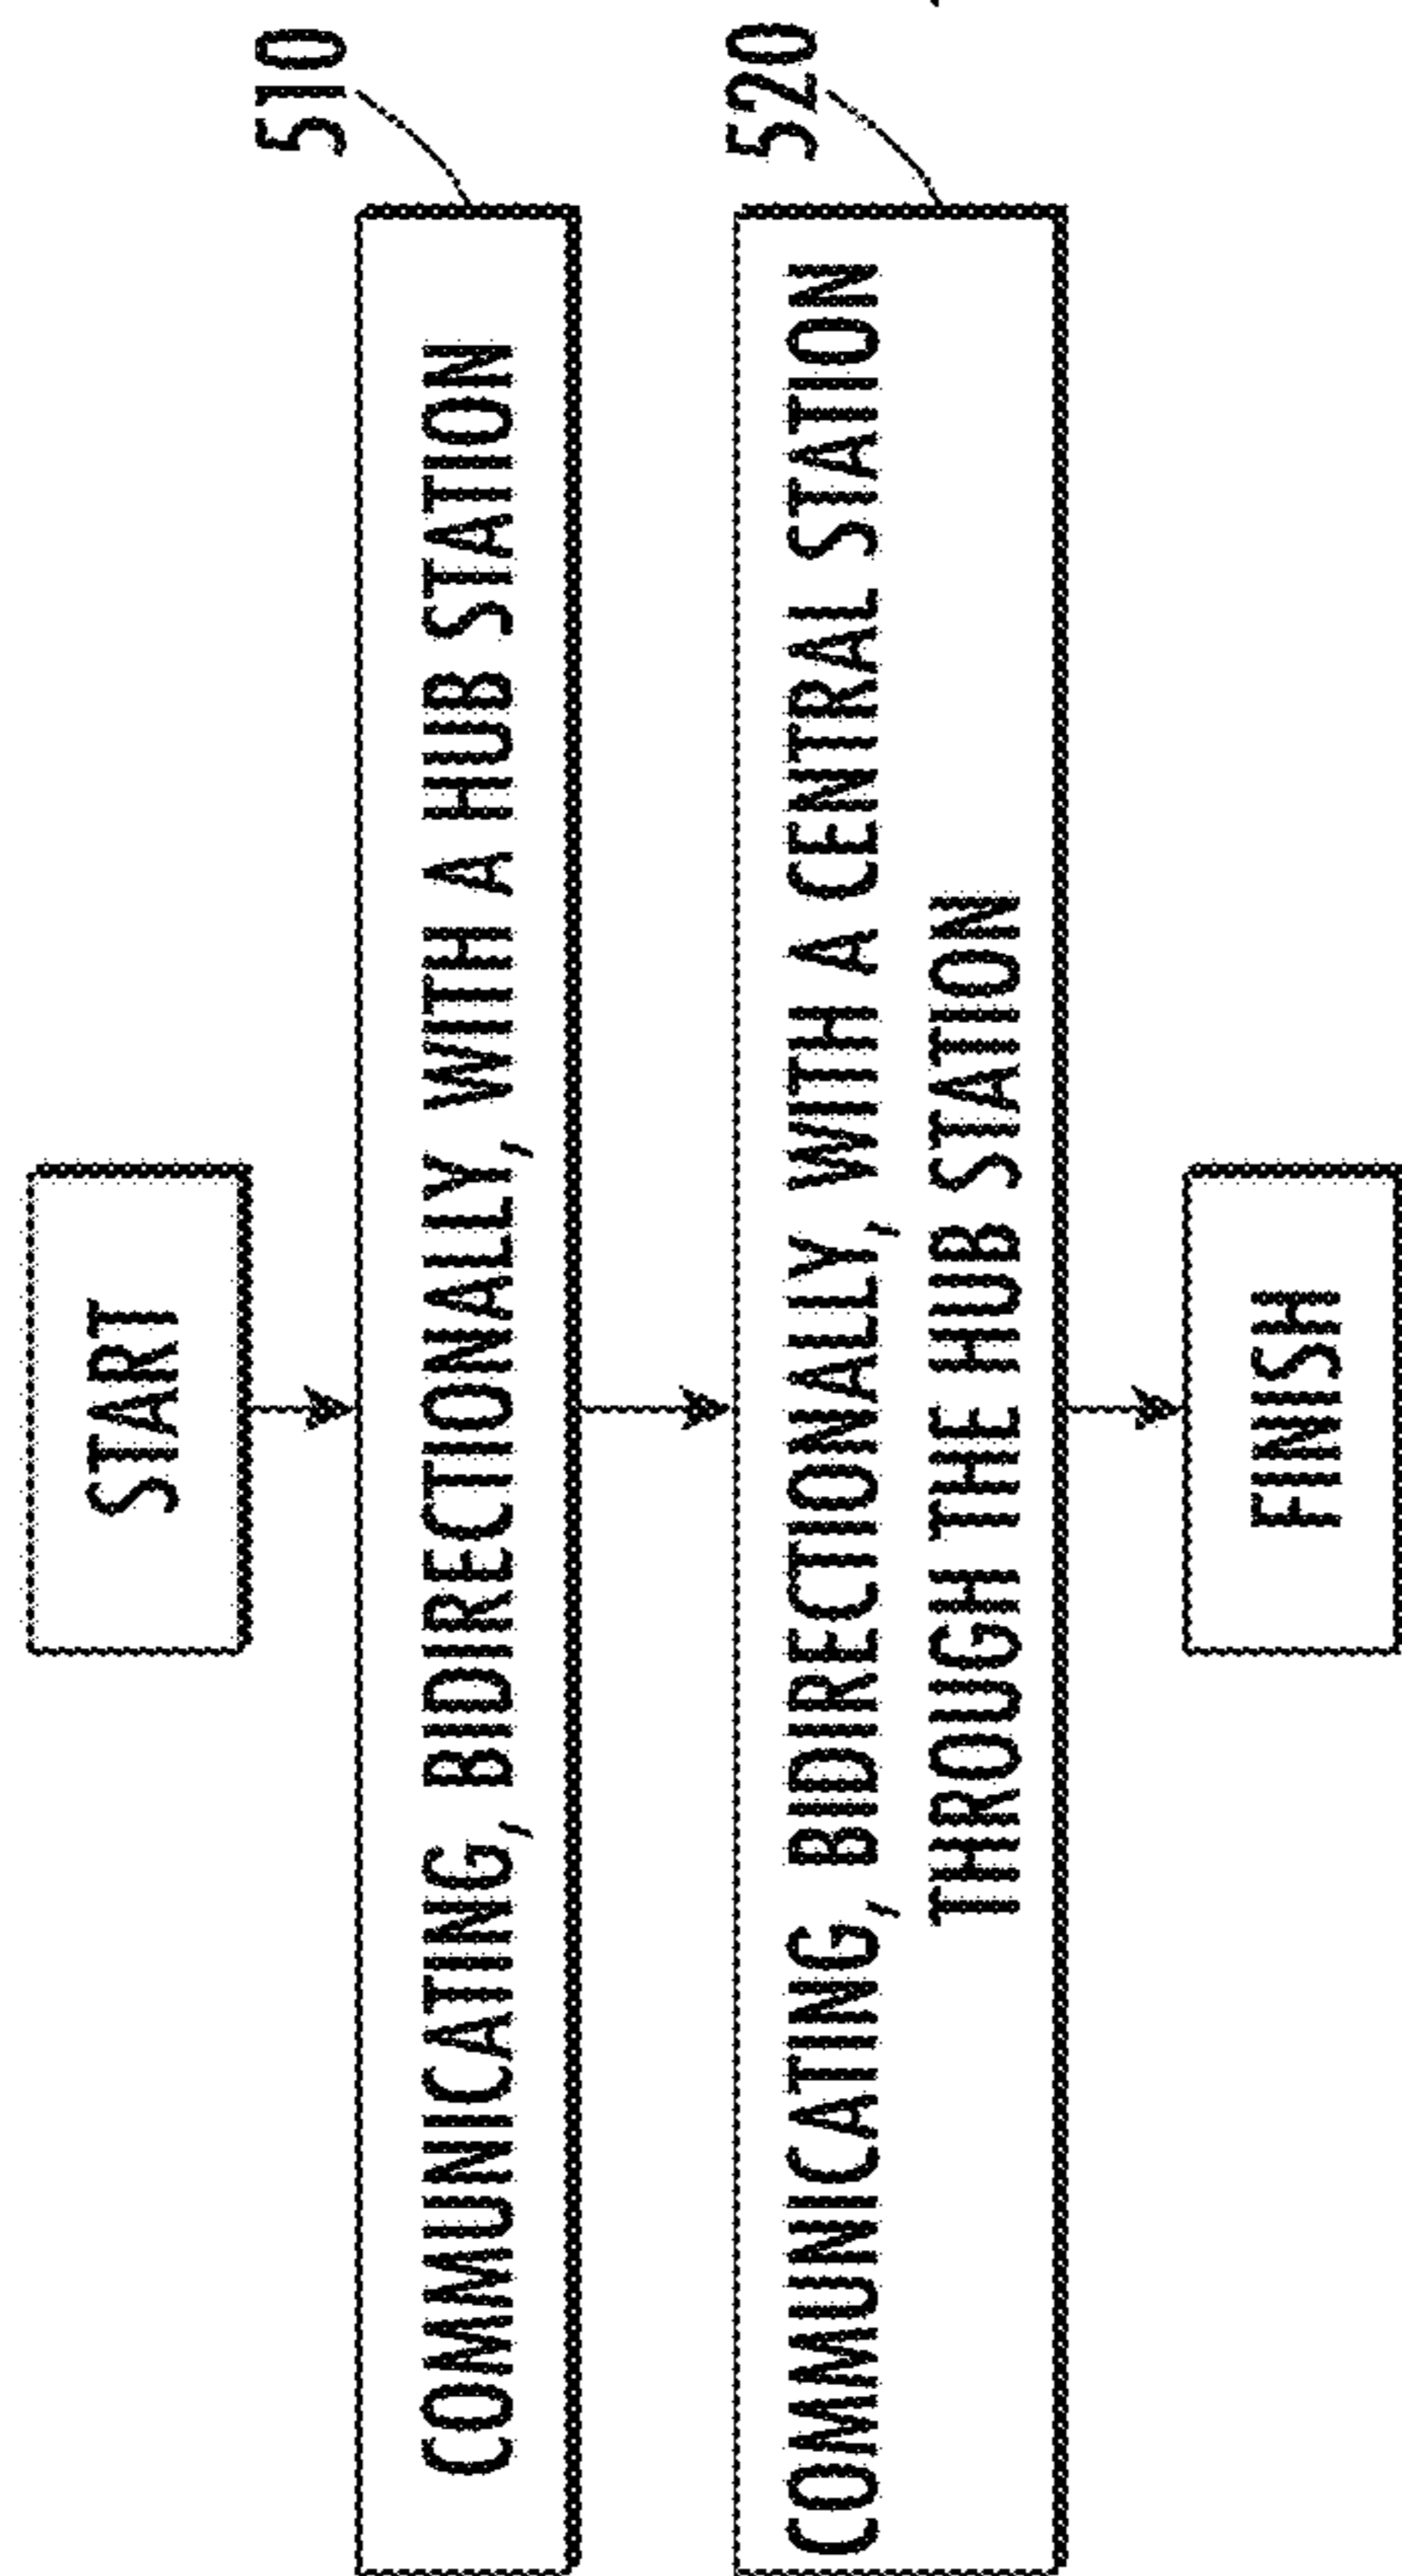 START
510
COMMUNICATING, BIDIRECTIONALLY, WITH A HUB STATION
520
COMMUNICATING, BIDIRECTIONALLY, WITH A CENTRAL STATION
THROUGH THE HUB STATION
FINISH